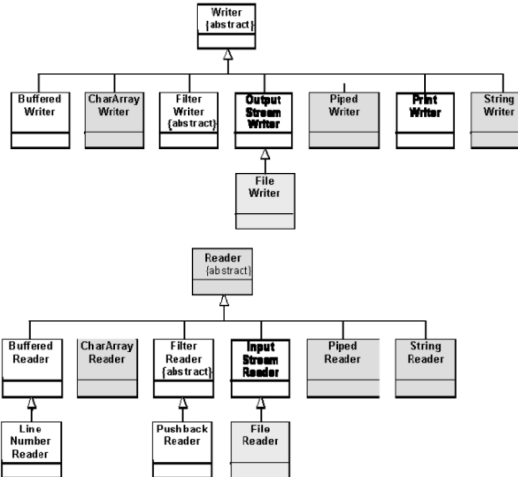 Writer
{abstract}
Buffered
Writer
CharArray
Writer
Filter
Writer
{abstract}
Output
Stream
Writer
Piped
Writer
Print
Writer
String
Writer
File
Writer
Reader
{abstract}
Buffered
Reader
CharArray
Reader
Filter
Reader
{abstract}
Input
Stream
Reader
Piped
Reader
String
Reader
Line
Number
Reader
Pushback
Reader
File
Reader